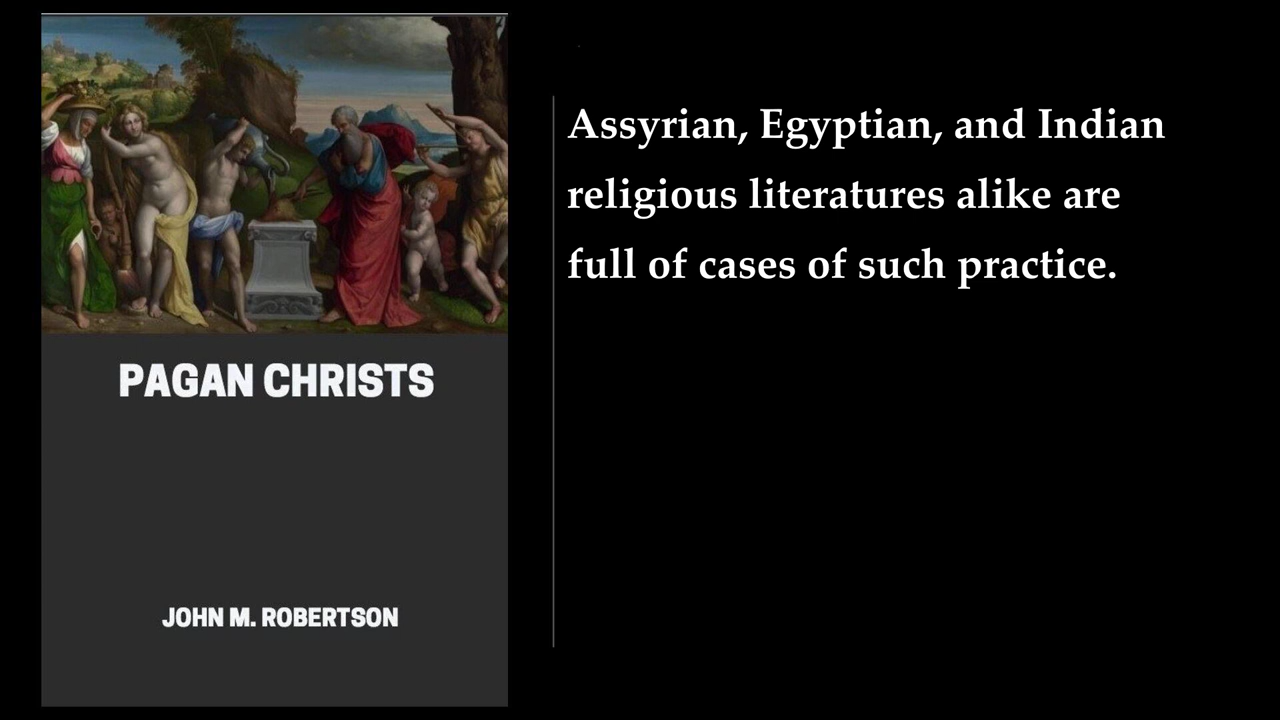 PAGAN CHRISTS
JOHN M. ROBERTSON
Assyrian, Egyptian, and Indian
religious literatures alike are
full of cases of such practice.